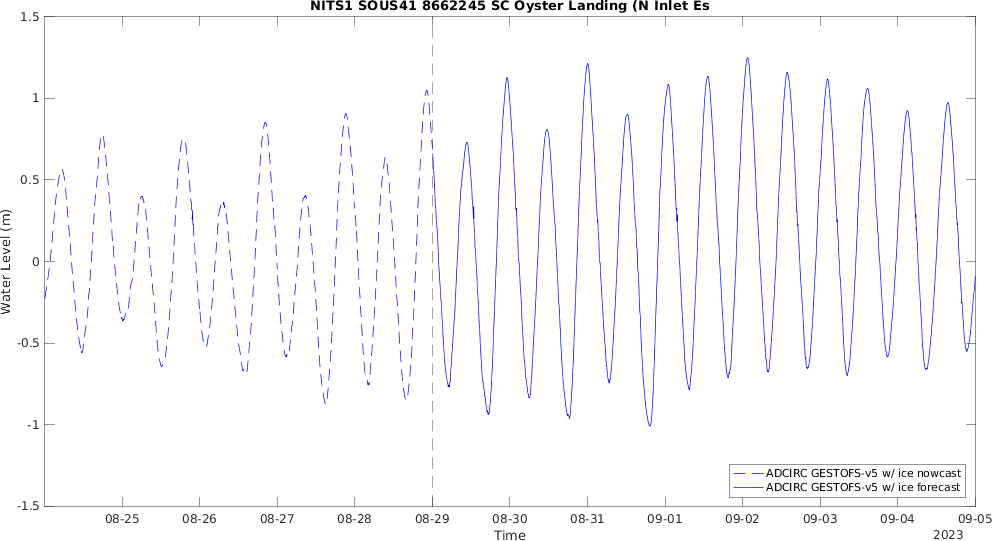 NITS1 SOUS41 8662245 SC Oyster Landing (N Inlet Es
1.5
1
0.5
0
-0.5
-1
-1.5
Water Level (m)
ADCIRC GESTOFS-v5 w/ ice nowcast
ADCIRC GESTOFS-v5 w/ ice forecast
08-25 08-26 08-27 08-28 08-29 08-30 08-31 09-01 09-02 09-03 09-04 09-05
Time
2023